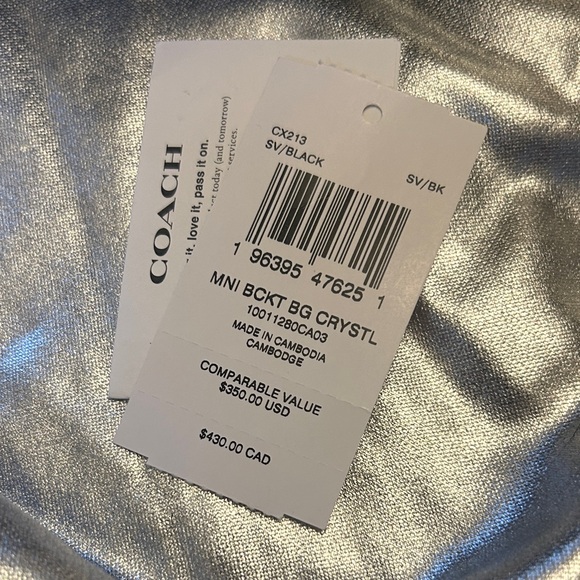 COACH
it, love it, pass it on.
today (and tomorrow)
services.
CX213
SV/BLACK
SV/BK
1 96395 47625 1
MNI BCKT BG CRYSTL
10011280CA03
MADE IN CAMBODIA
CAMBODGE
COMPARABLE VALUE
$350.00 USD
$430.00 CAD